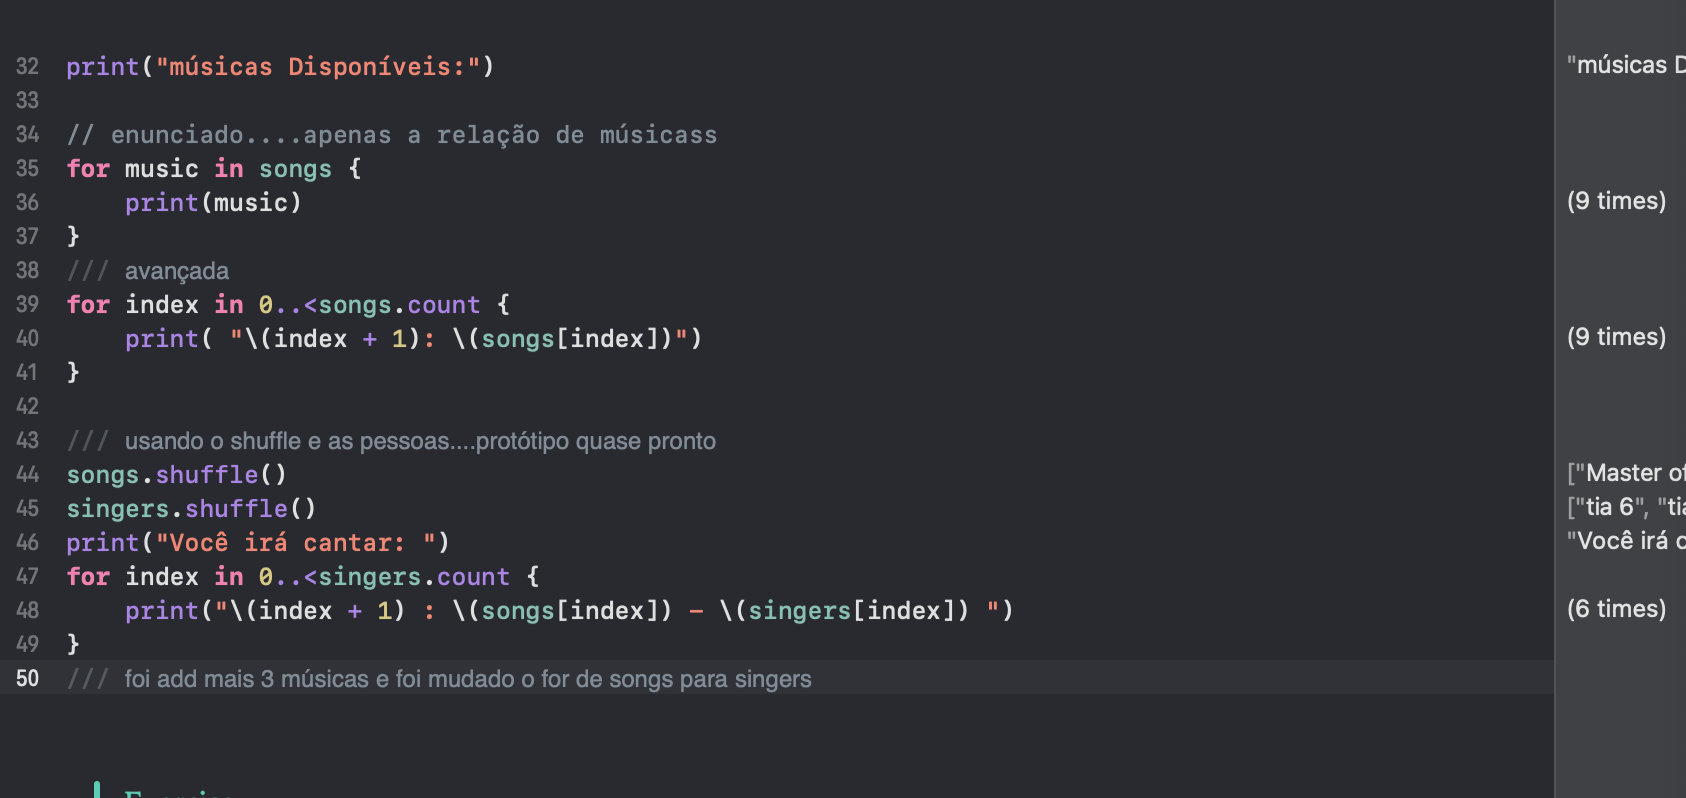 32 print("músicas Disponíveis:") "músicas D
33
34 // enunciado....apenas a relação de músicass
35 for music in songs {
36 print(music) (9 times)
37 }
38 /// avançada
39 for index in 0..<songs.count {
40 print( "\(index + 1): \(songs[index])") (9 times)
41 }
42
43 /// usando o shuffle e as pessoas....protótipo quase pronto
44 songs.shuffle() ["Master of
45 singers.shuffle() ["tia 6", "tia
46 print("Você irá cantar: ") "Você irá c
47 for index in 0..<singers.count {
48 print("\(index + 1) : \(songs[index]) - \(singers[index]) ") (6 times)
49 }
50 /// foi add mais 3 músicas e foi mudado o for de songs para singers